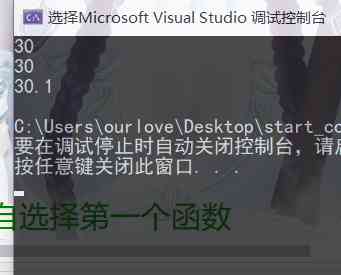 选择Microsoft Visual Studio 调试控制台
30
30
30.1
C:\Users\ourlove\Desktop\start_co
要在调试停止时自动关闭控制台，请启
按任意键关闭此窗口. . .
自选择第一个函数